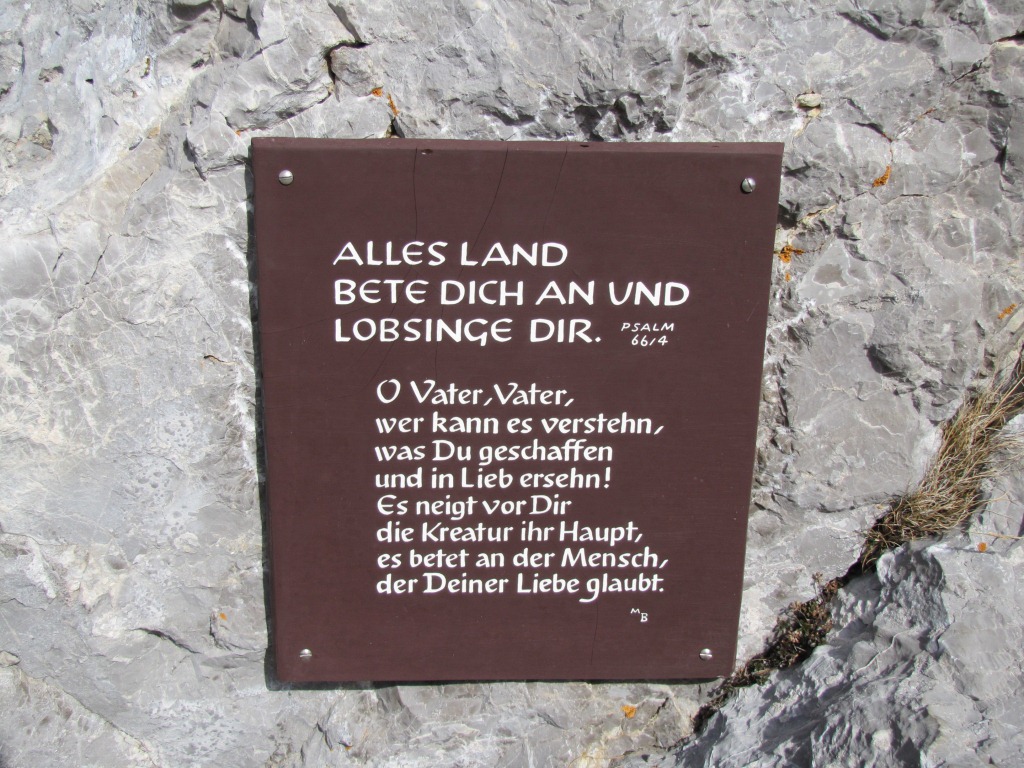 ALLES LAND
BETE DICH AN UND
LOBSINGE DIR. PSALM 66,4
O Vater, Vater,
wer kann es verstehn,
was Du geschaffen
und in Lieb ersehn!
Es neigt vor Dir
die Kreatur ihr Haupt,
es betet an der Mensch,
der Deiner Liebe glaubt.
MB